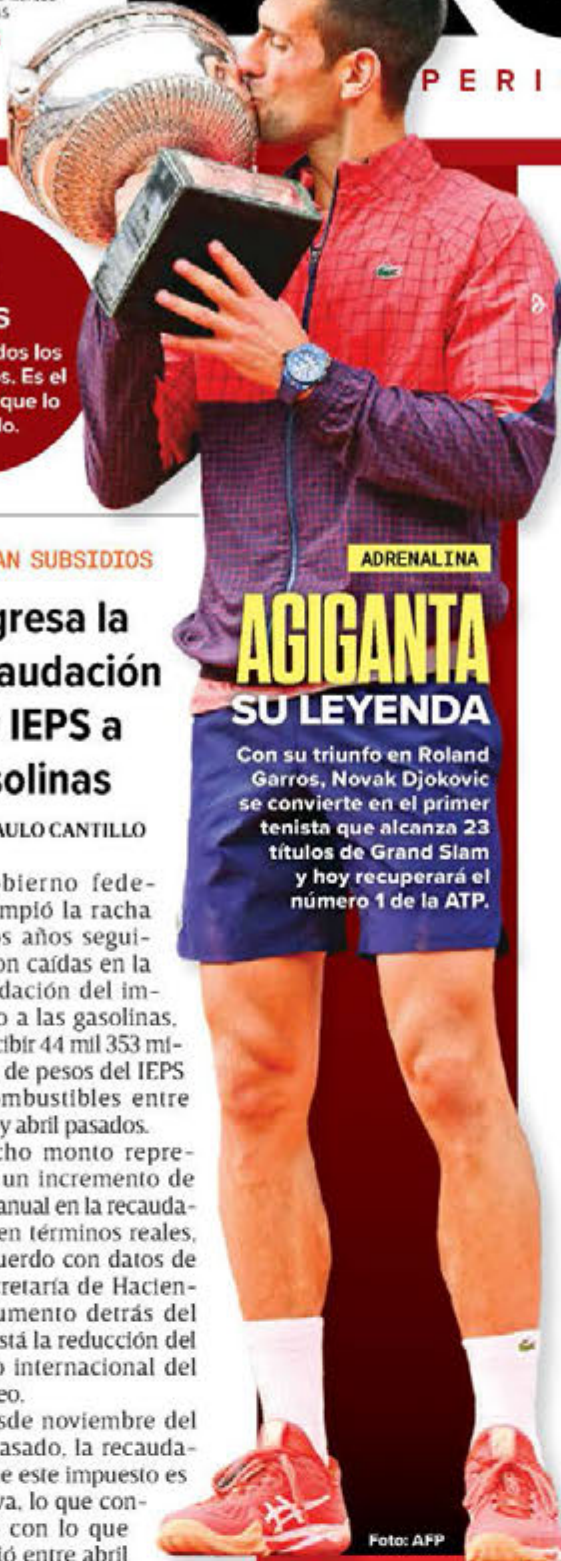 PERI
S
dos los
s. Es el
que lo
lo.
AN SUBSIDIOS
gresa la
audación
r IEPS a
solinas
AULO CANTILLO
bierno fede-
mpió la racha
os años segui-
on caídas en la
dación del im-
o a las gasolinas,
cibir 44 mil 353 mi-
de pesos del IEPS
ombustibles entre
y abril pasados.
cho monto repre-
un incremento de
anual en la recauda-
en términos reales,
uerdo con datos de
retaría de Hacien-
umento detrás del
stá la reducción del
o internacional del
eo.
sde noviembre del
asado, la recauda-
e este impuesto es
va, lo que con-
con lo que
ió entre abril
ADRENALINA
AGIGANTA
SU LEYENDA
Con su triunfo en Roland
Garros, Novak Djokovic
se convierte en el primer
tenista que alcanza 23
títulos de Grand Slam
y hoy recuperará el
número 1 de la ATP.
Foto: AFP